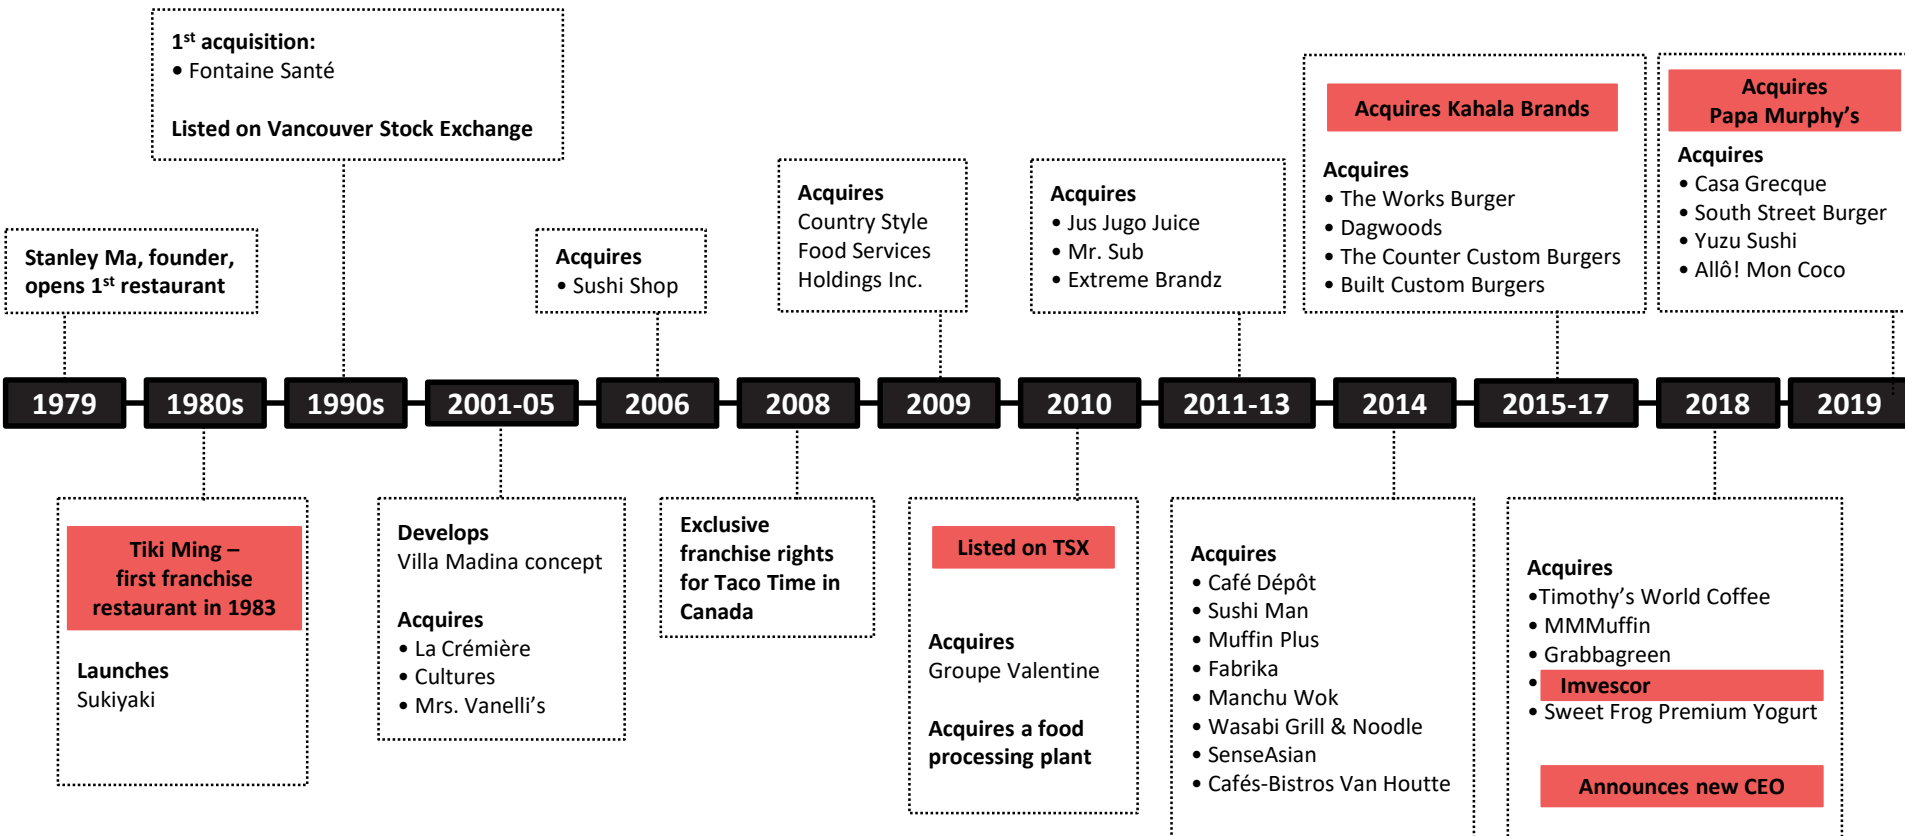 1st acquisition:
• Fontaine Santé
Listed on Vancouver Stock Exchange
Stanley Ma, founder,
opens 1st restaurant
Acquires
• Sushi Shop
Acquires
Country Style
Food Services
Holdings Inc.
Acquires
• Jus Jugo Juice
• Mr. Sub
• Extreme Brandz
Acquires Kahala Brands
Acquires
• The Works Burger
• Dagwoods
• The Counter Custom Burgers
• Built Custom Burgers
Acquires
Papa Murphy's
Acquires
• Casa Grecque
• South Street Burger
• Yuzu Sushi
• Allô! Mon Coco
1979
1980s
1990s
2001-05
2006
2008
2009
2010
2011-13
2014
2015-17
2018
2019
Tiki Ming –
first franchise
restaurant in 1983
Launches
Sukiyaki
Develops
Villa Madina concept
Acquires
• La Crémière
• Cultures
• Mrs. Vanelli's
Exclusive
franchise rights
for Taco Time in
Canada
Listed on TSX
Acquires
Groupe Valentine
Acquires a food
processing plant
Acquires
• Café Dépôt
• Sushi Man
• Muffin Plus
• Fabrika
• Manchu Wok
• Wasabi Grill & Noodle
• SenseAsian
• Cafés-Bistros Van Houtte
Acquires
•Timothy's World Coffee
• MMMuffin
• Grabbagreen
• Imvescor
• Sweet Frog Premium Yogurt
Announces new CEO